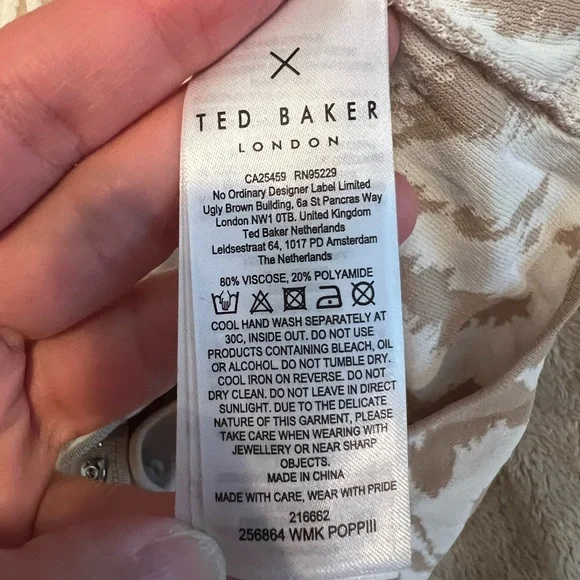 TED BAKER
LONDON
CA25459 RN95229
No Ordinary Designer Label Limited
Ugly Brown Building, 6a St Pancras Way
London NW1 0TB. United Kingdom
Ted Baker Netherlands
Leidsestraat 64, 1017 PD Amsterdam
The Netherlands
80% VISCOSE, 20% POLYAMIDE
COOL HAND WASH SEPARATELY AT
30C, INSIDE OUT. DO NOT USE
PRODUCTS CONTAINING BLEACH, OIL
OR ALCOHOL. DO NOT TUMBLE DRY.
COOL IRON ON REVERSE. DO NOT
DRY CLEAN. DO NOT LEAVE IN DIRECT
SUNLIGHT. DUE TO THE DELICATE
NATURE OF THIS GARMENT, PLEASE
TAKE CARE WHEN WEARING WITH
JEWELLERY OR NEAR SHARP
OBJECTS.
MADE IN CHINA
MADE WITH CARE, WEAR WITH PRIDE
216662
256864 WMK POPPIII